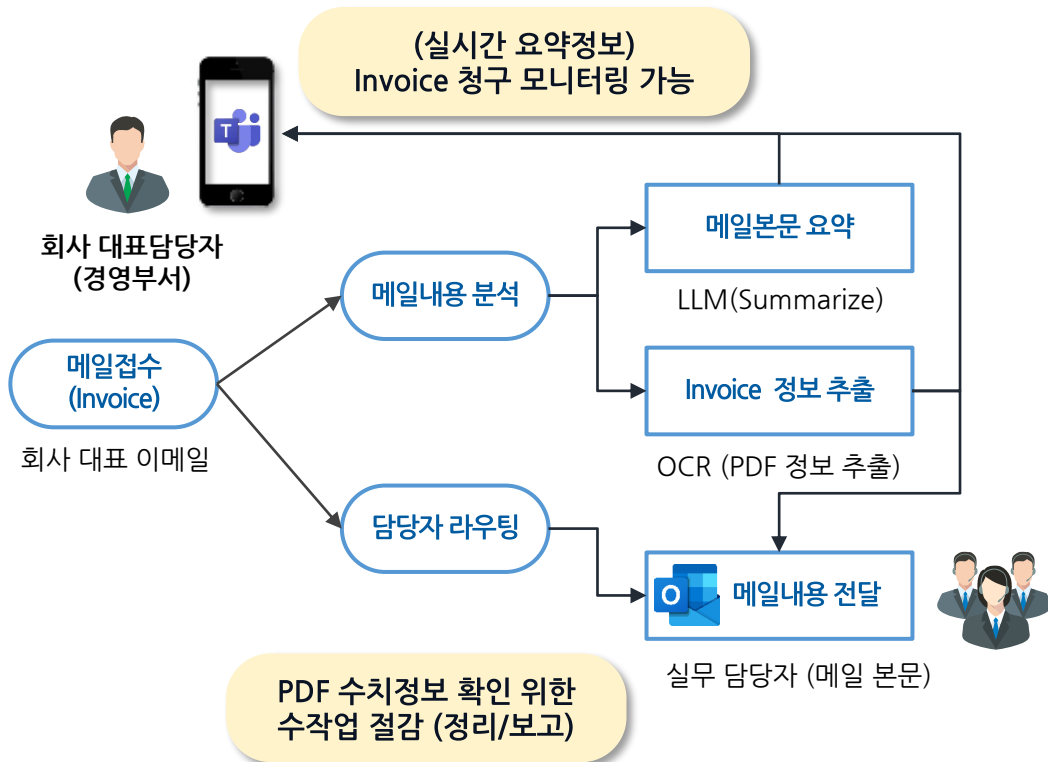 (실시간 요약정보)
Invoice 청구 모니터링 가능
T
회사 대표담당자
(경영부서)
메일본문 요약
LLM(Summarize)
메일내용 분석
메일접수
(Invoice)
회사 대표 이메일
Invoice 정보 추출
OCR (PDF 정보 추출)
담당자 라우팅
O
메일내용 전달
실무 담당자 (메일 본문)
PDF 수치정보 확인 위한
수작업 절감 (정리/보고)